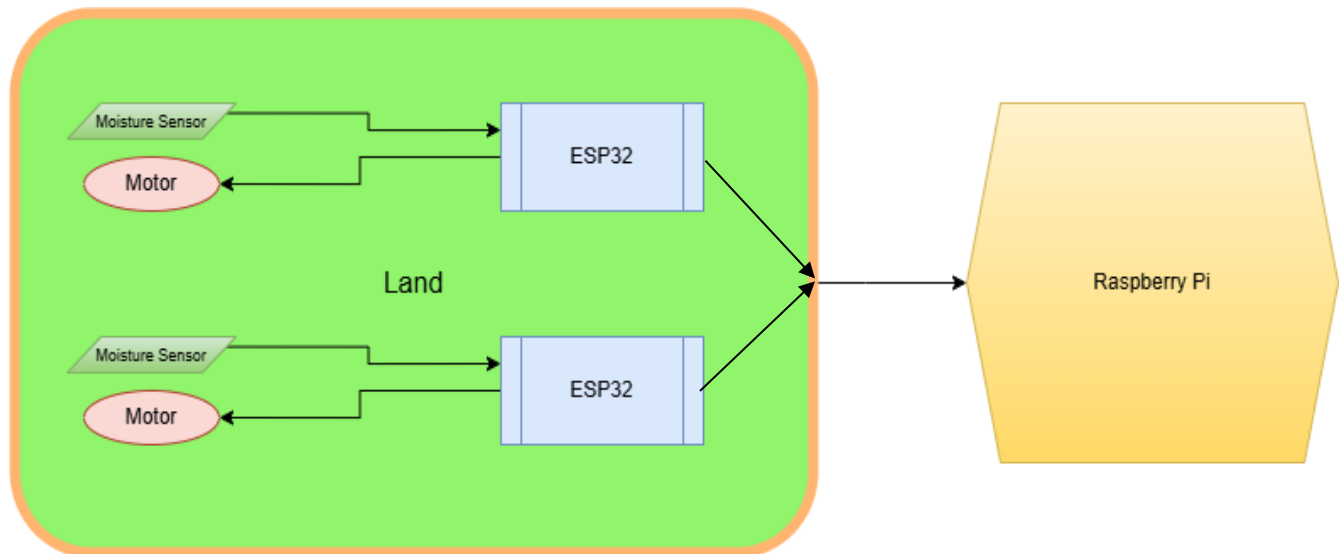 Moisture Sensor
ESP32
Motor
Land
Raspberry Pi
Moisture Sensor
ESP32
Motor